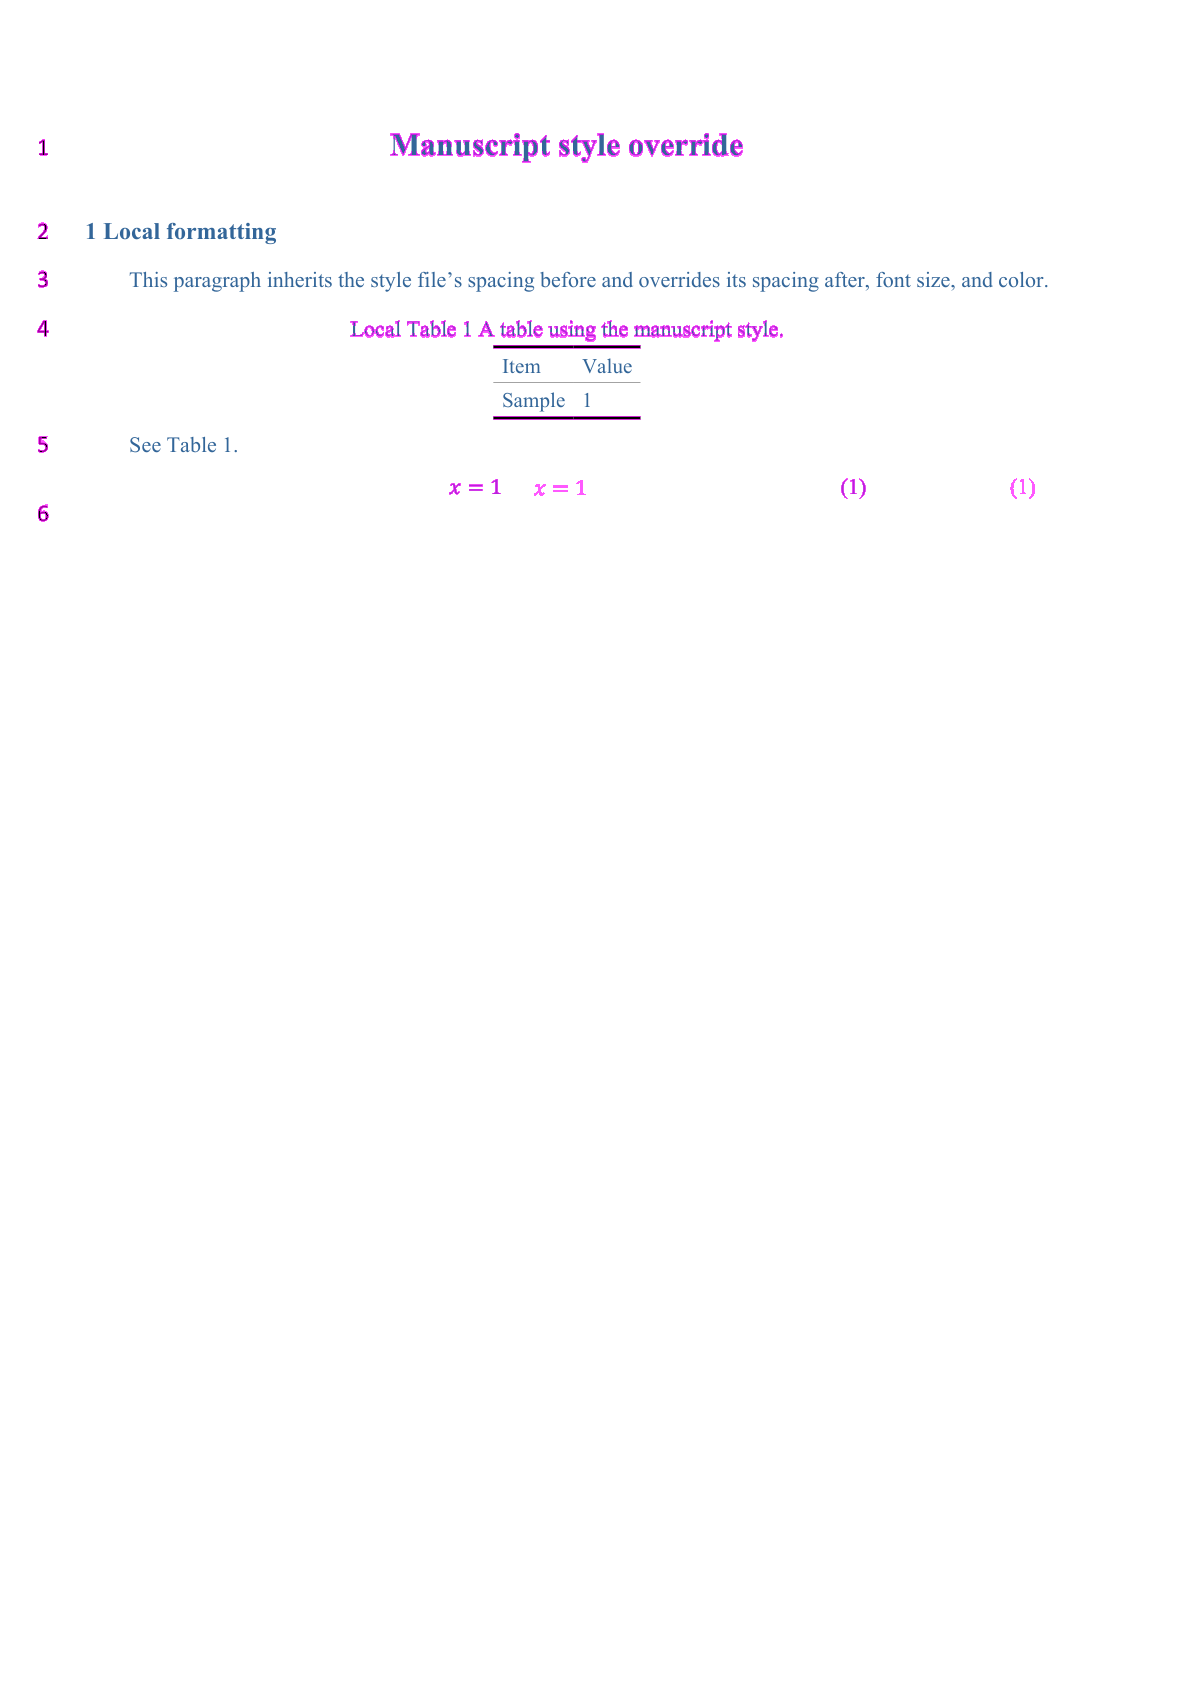 1 Manuscript style override
2 1 Local formatting
3 This paragraph inherits the style file’s spacing before and overrides its spacing after, font size, and color.
4 Local Table 1 A table using the manuscript style.
Item Value
Sample 1
5 See Table 1.
x = 1 x = 1 (1) (1)
6